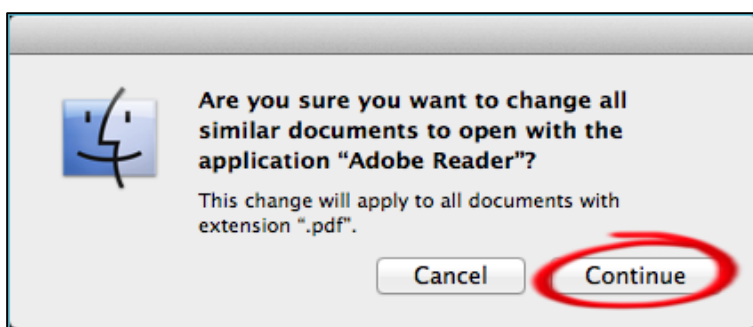 Are you sure you want to change all
similar documents to open with the
application “Adobe Reader”?
This change will apply to all documents with
extension “.pdf”.
Cancel
Continue